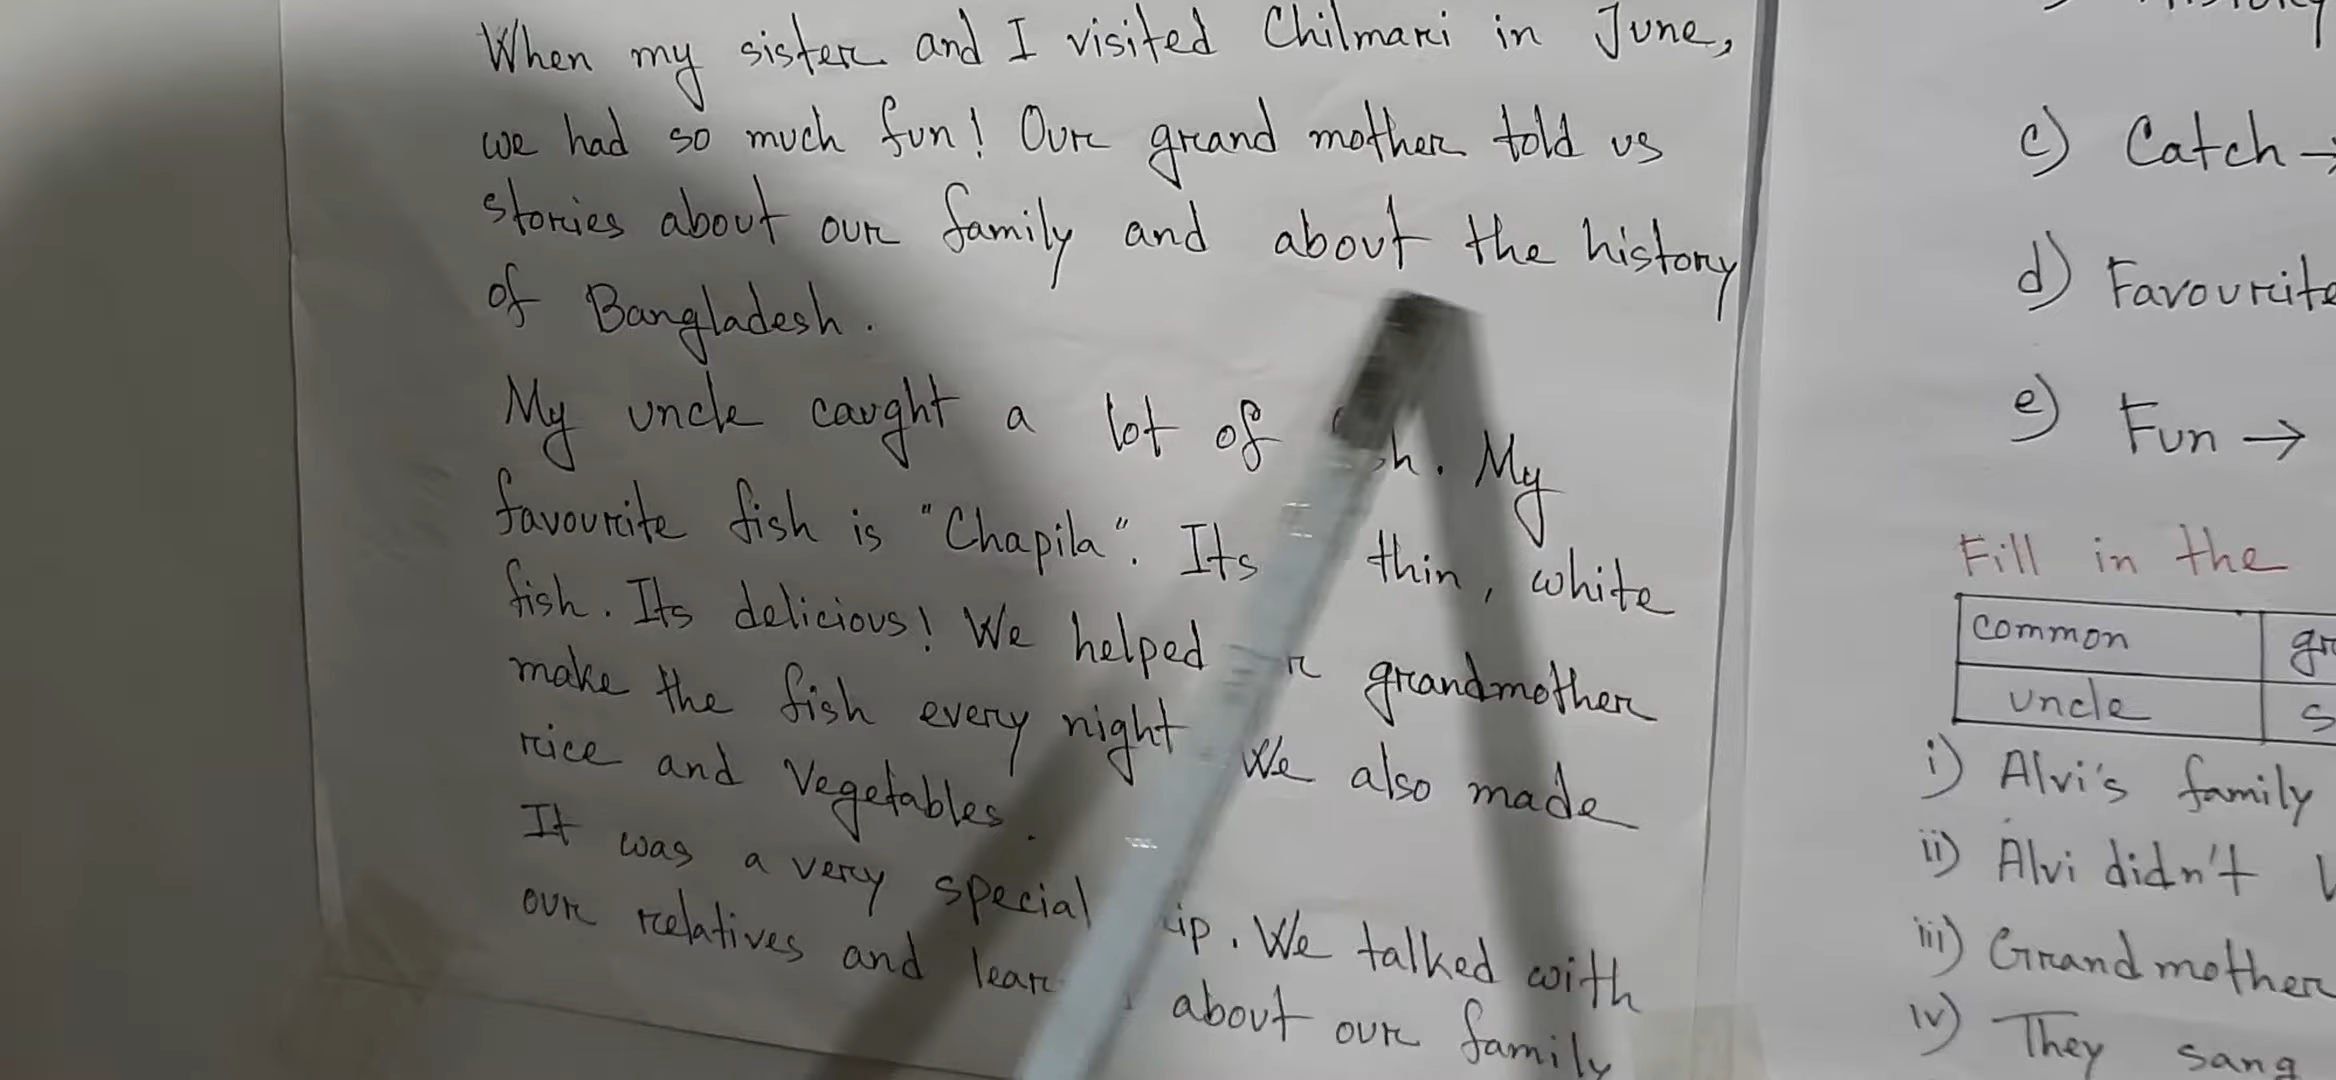 When my sister and I visited Chilmari in June,
we had so much fun! Our grand mother told us
stories about our family and about the history
of Bangladesh.
My uncle caught a lot of My
favourite fish is "Chapila". Its thin, white
fish. Its delicious! We helped grandmother
make the fish every night We also made
rice and vegetables.
It was a very special We talked with
our relatives and about our family
c) Catch →
d) Favourite
e) Fun →
Fill in the
common
uncle
i) Alvi's family
ii) Alvi didn't
iii) Grandmother
iv) They sang